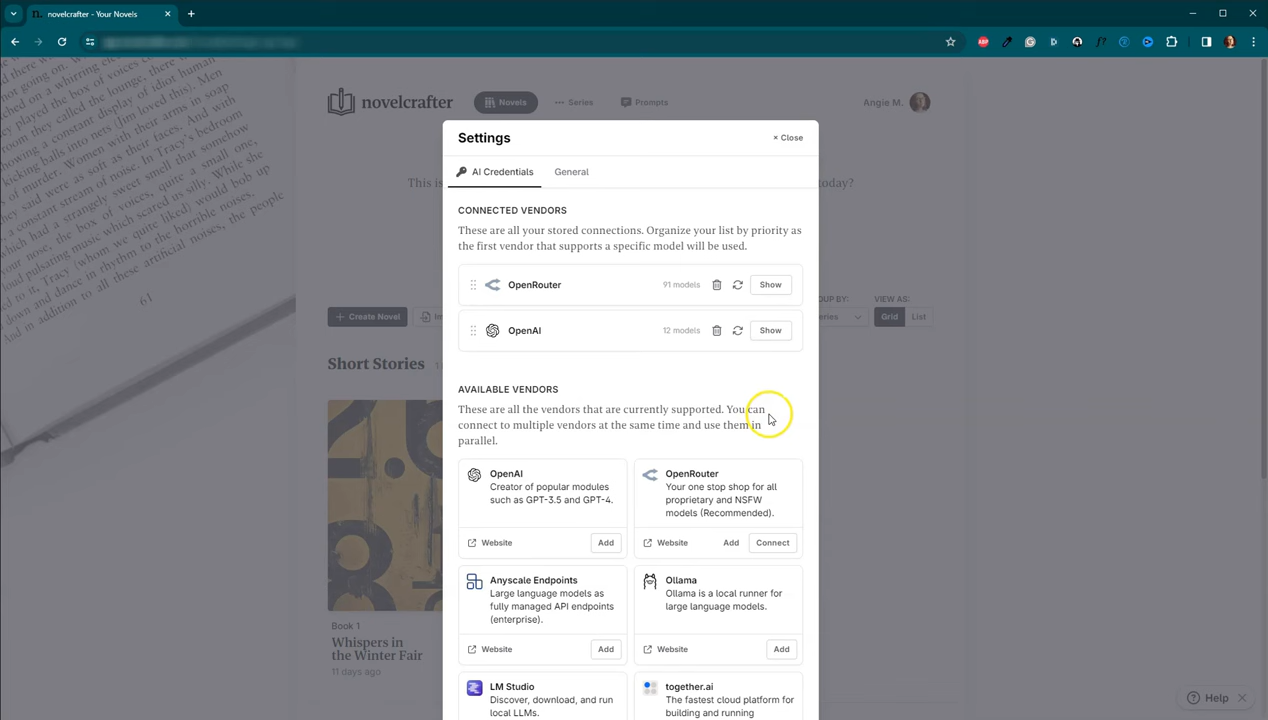 novelcrafter - Your Novels
novelcrafter
Novels
Series
Prompts
Angie M.
Settings
× Close
This is
today?
AI Credentials
General
CONNECTED VENDORS
These are all your stored connections. Organize your list by priority as
the first vendor that supports a specific model will be used.
OpenRouter
91 models
Show
OpenAI
12 models
Show
+ Create Novel
Im
OUP BY:
eries
VIEW AS:
Grid
List
Short Stories
AVAILABLE VENDORS
These are all the vendors that are currently supported. You can
connect to multiple vendors at the same time and use them in
parallel.
OpenAI
Creator of popular modules
such as GPT-3.5 and GPT-4.
Website
Add
OpenRouter
Your one stop shop for all
proprietary and NSFW
models (Recommended).
Website
Add
Connect
Anyscale Endpoints
Large language models as
fully managed API endpoints
(enterprise).
Website
Add
Ollama
Ollama is a local runner for
large language models.
Website
Add
LM Studio
Discover, download, and run
local LLMs.
together.ai
The fastest cloud platform for
building and running
Book 1
Whispers in
the Winter Fair
11 days ago
Help
61